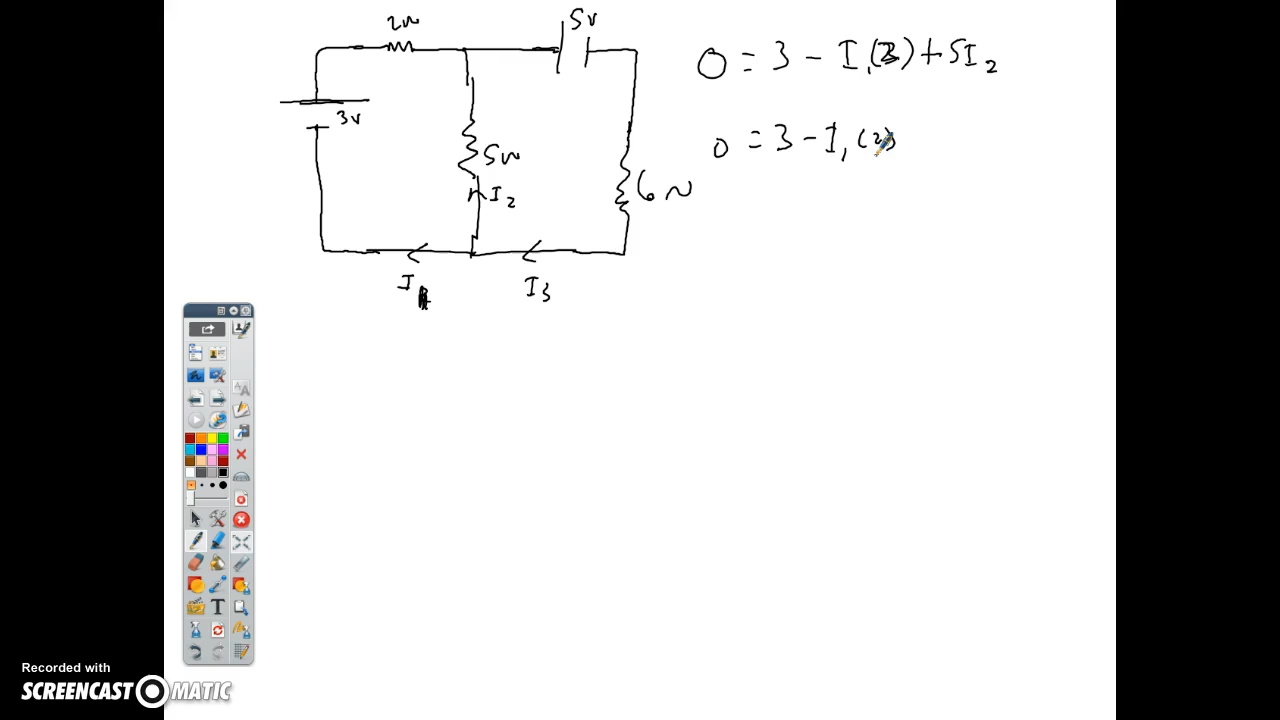 2Ω
5V
0 = 3 - I₁(2) + 5I₂
3V
5Ω
0 = 3 - I₁(2)
I₂
6Ω
I₁
I₃
T
Recorded with
SCREENCAST O MATIC